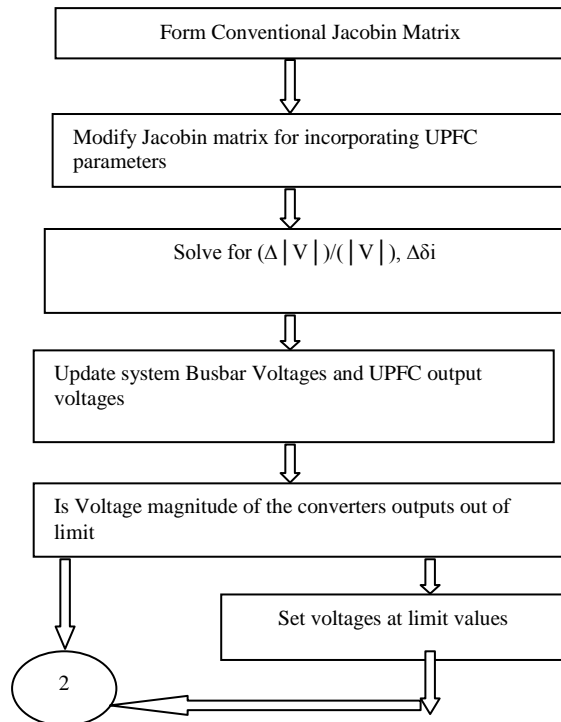 Form Conventional Jacobin Matrix
Modify Jacobin matrix for incorporating UPFC
parameters
Solve for (Δ|V|)/(|V|), Δδi
Update system Busbar Voltages and UPFC output
voltages
Is Voltage magnitude of the converters outputs out of
limit
Set voltages at limit values
2